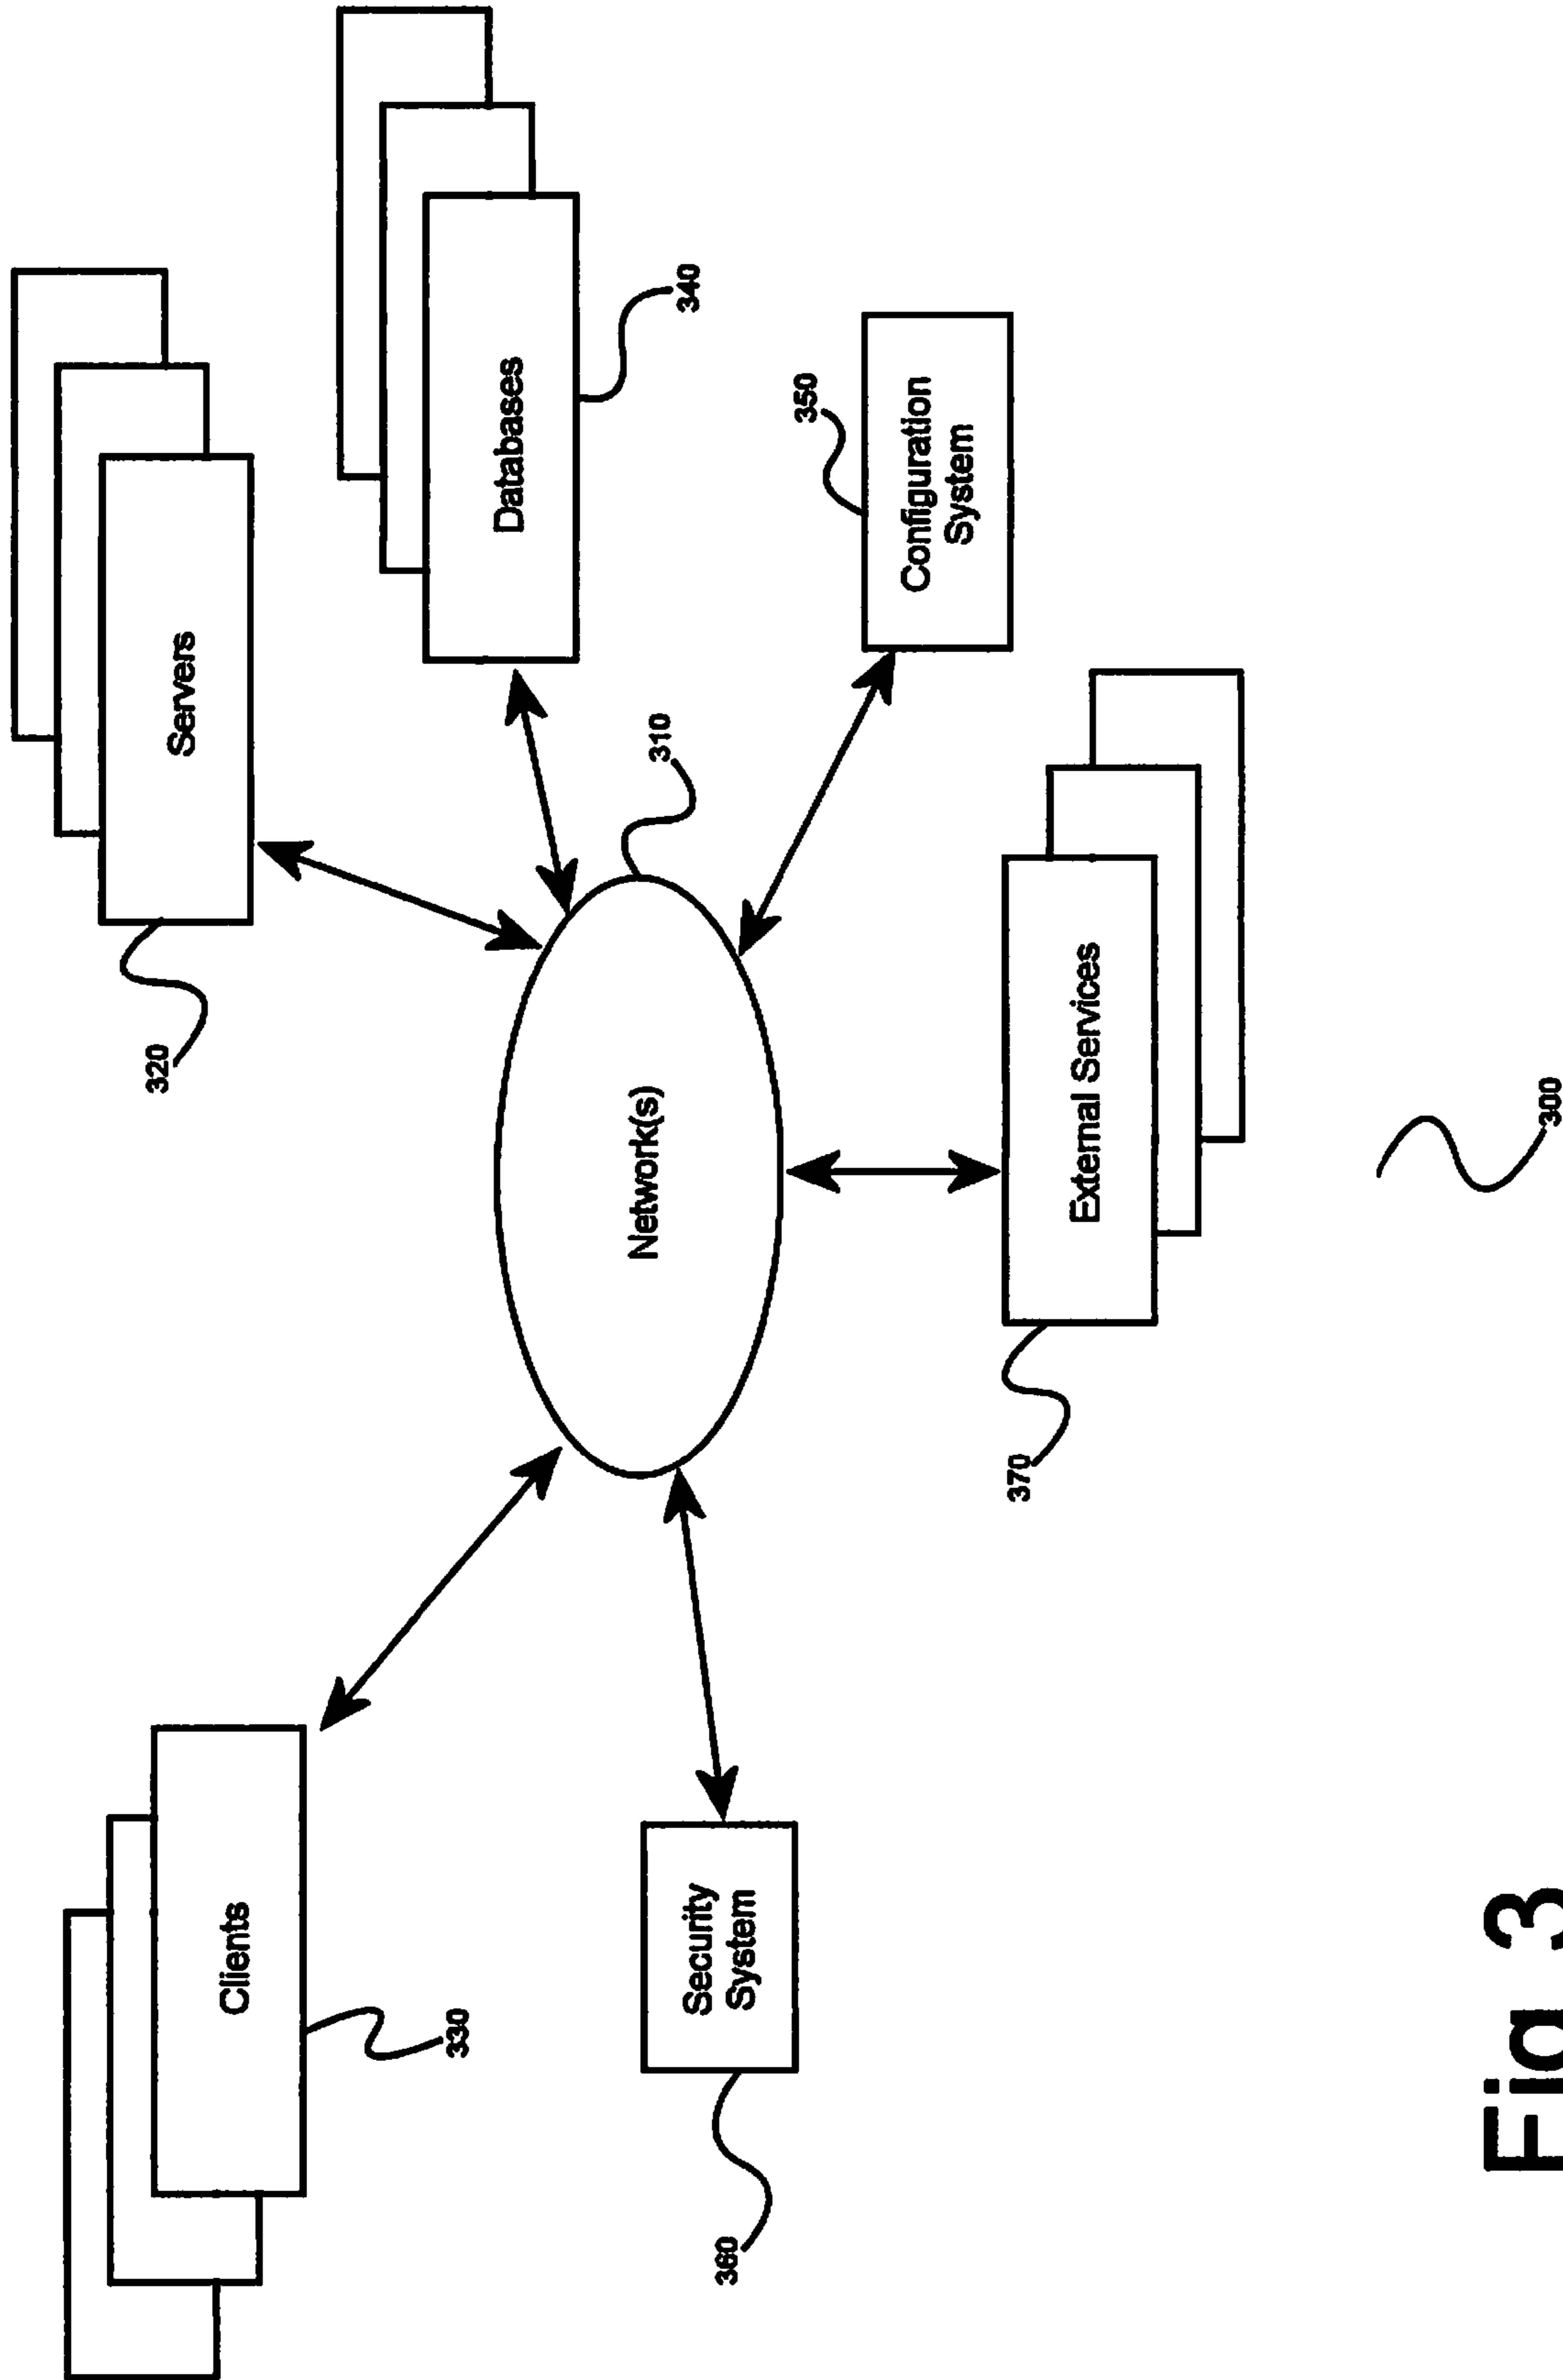 Servers
320
Clients
330
Databases
340
Network(s)
310
Security
System
360
Configuration
System
350
External Services
370
300
Fig. 3